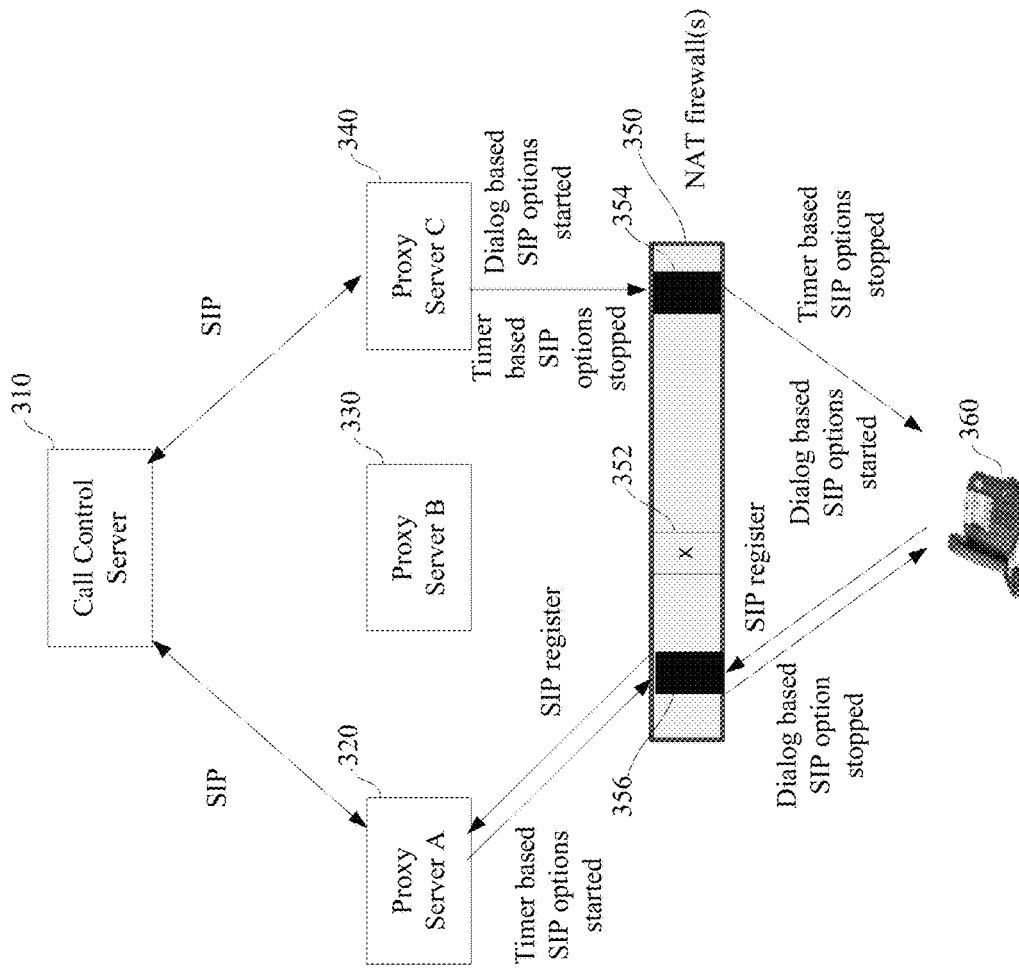 310
Call Control
Server
SIP
SIP
320
Proxy
Server A
330
Proxy
Server B
340
Proxy
Server C
Timer based
SIP options
started
SIP register
Timer
based
SIP
options
stopped
Dialog based
SIP options
started
356
352
x
354
350
NAT firewall(s)
Dialog based
SIP option
stopped
SIP register
Dialog based
SIP options
started
Timer based
SIP options
stopped
360